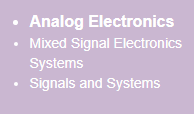 • Analog Electronics
• Mixed Signal Electronics
Systems
• Signals and Systems